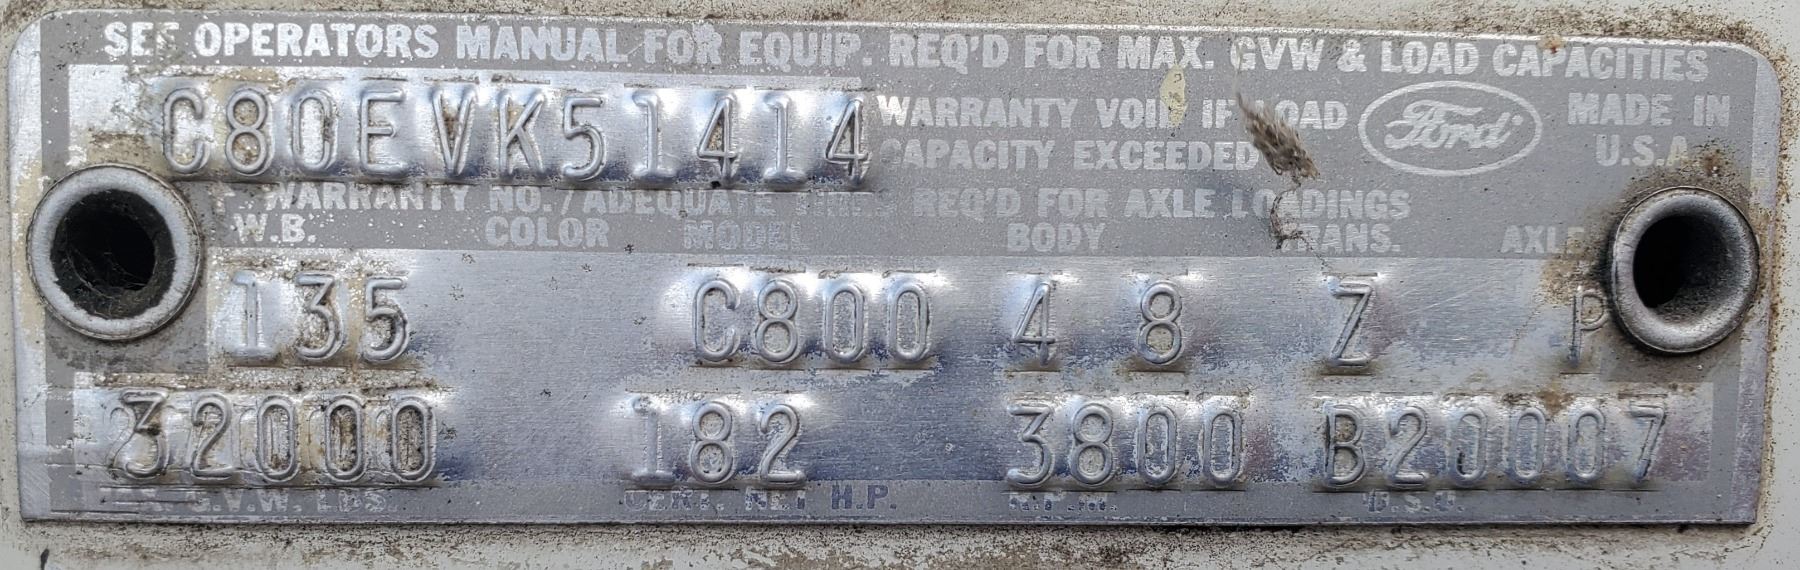 SEE OPERATORS MANUAL FOR EQUIP. REQ'D FOR MAX. GVW & LOAD CAPACITIES
C80EVK51414
WARRANTY VOID IF LOAD
CAPACITY EXCEEDED
Ford
MADE IN
U.S.A.
WARRANTY NO./ADEQUATE TIRES REQ'D FOR AXLE LOADINGS
W.B. COLOR MODEL BODY TRANS. AXLE
135 C800 48 Z P
32000 182 3800 B20007
MAX. G.V.W. LBS. CERT. NET H.P. R.P.M. D.S.O.